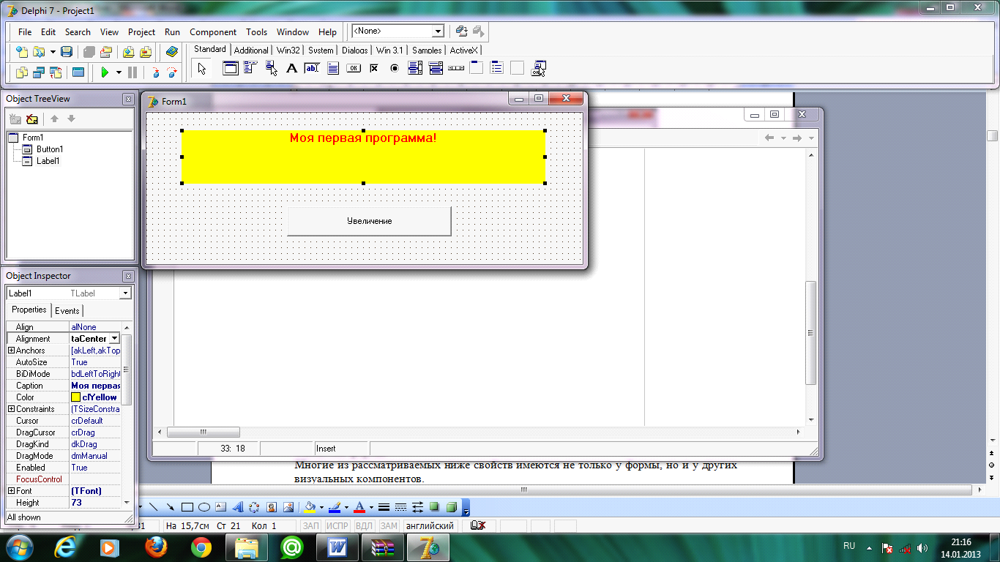 Delphi 7 - Project1
File Edit Search View Project Run Component Tools Window Help <None>
Standard Additional Win32 System Dialogs Win 3.1 Samples ActiveX
Object TreeView
Form1
Button1
Label1
Form1
Моя первая программа!
Увеличение
Object Inspector
Label1 TLabel
Properties Events
Align alNone
Alignment taCenter
Anchors [akLeft,akTop
AutoSize True
BiDiMode bdLeftToRight
Caption Моя первая
Color clYellow
Constraints (TSizeConstra
Cursor crDefault
DragCursor crDrag
DragKind dkDrag
DragMode dmManual
Enabled True
FocusControl
Font (TFont)
Height 73
All shown
33: 18 Insert
Многие из рассматриваемых ниже свойств имеются не только у формы, но и у других
визуальных компонентов.
На 15,7см Ст 21 Кол 1 ЗАП ИСПР ВДЛ ЗАМ английский
RU
21:16
14.01.2013